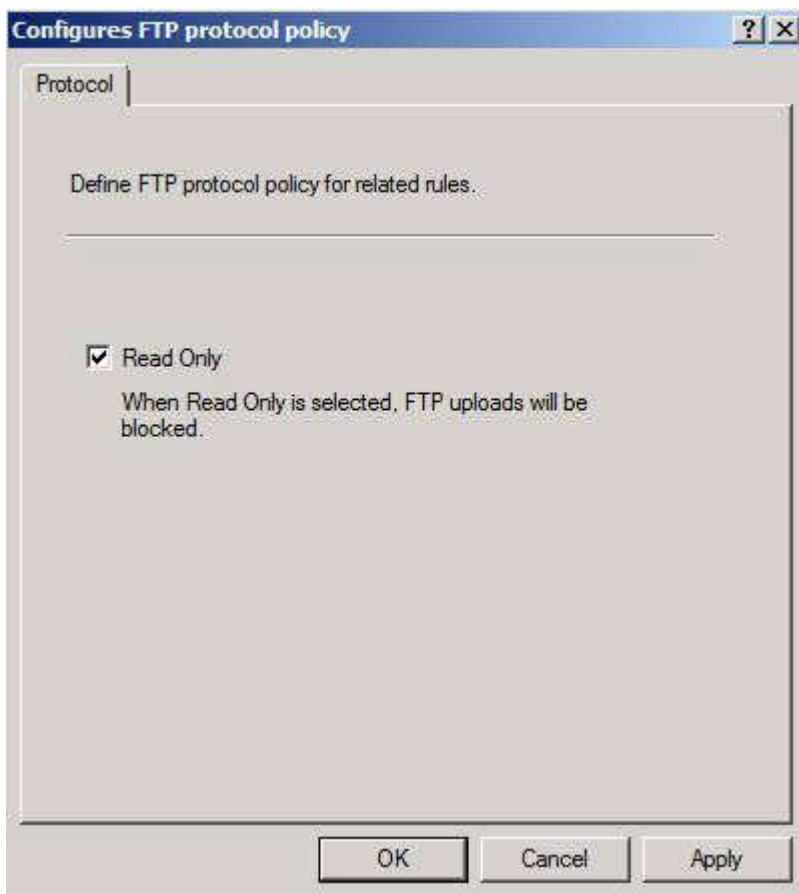 Configures FTP protocol policy
Protocol
Define FTP protocol policy for related rules.
Read Only
When Read Only is selected, FTP uploads will be
blocked.
OK Cancel Apply